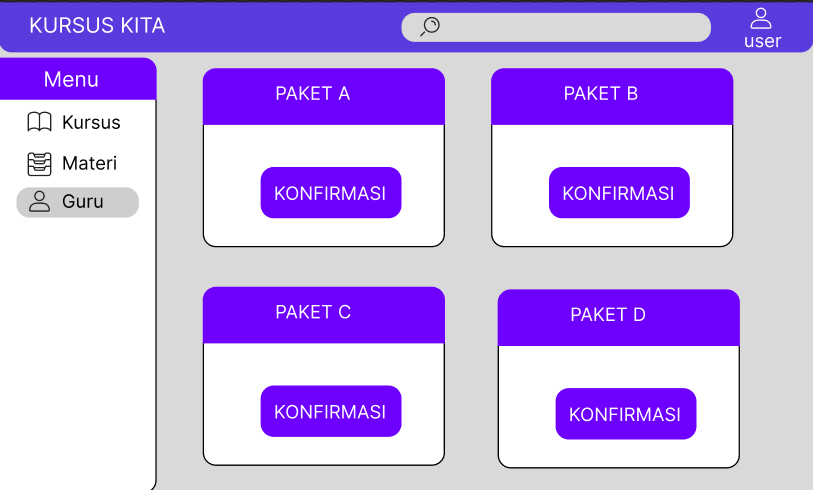 KURSUS KITA
user
Menu
Kursus
Materi
Guru
PAKET A
KONFIRMASI
PAKET B
KONFIRMASI
PAKET C
KONFIRMASI
PAKET D
KONFIRMASI